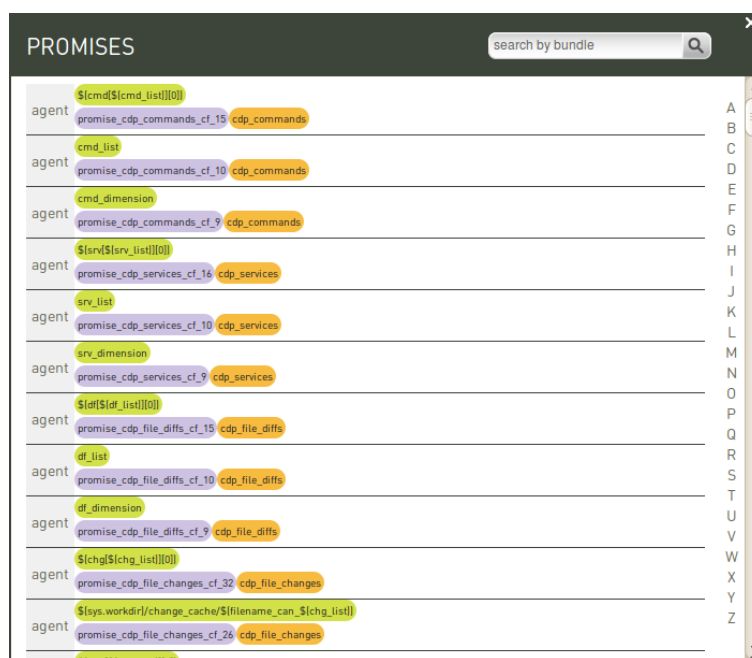 PROMISES
search by bundle
$(cmd[$(cmd_list)][0])
agent
promise_cdp_commands_cf_15 cdp_commands
cmd_list
agent
promise_cdp_commands_cf_10 cdp_commands
cmd_dimension
agent
promise_cdp_commands_cf_9 cdp_commands
$(srv[$(srv_list)][0])
agent
promise_cdp_services_cf_16 cdp_services
srv_list
agent
promise_cdp_services_cf_10 cdp_services
srv_dimension
agent
promise_cdp_services_cf_9 cdp_services
$(df[$(df_list)][0])
agent
promise_cdp_file_diffs_cf_15 cdp_file_diffs
df_list
agent
promise_cdp_file_diffs_cf_10 cdp_file_diffs
df_dimension
agent
promise_cdp_file_diffs_cf_9 cdp_file_diffs
$(chg[$(chg_list)][0])
agent
promise_cdp_file_changes_cf_32 cdp_file_changes
$(sys.workdir)/change_cache/$(filename_can_$(chg_list))
agent
promise_cdp_file_changes_cf_26 cdp_file_changes
A
B
C
D
E
F
G
H
I
J
K
L
M
N
O
P
Q
R
S
T
U
V
W
X
Y
Z